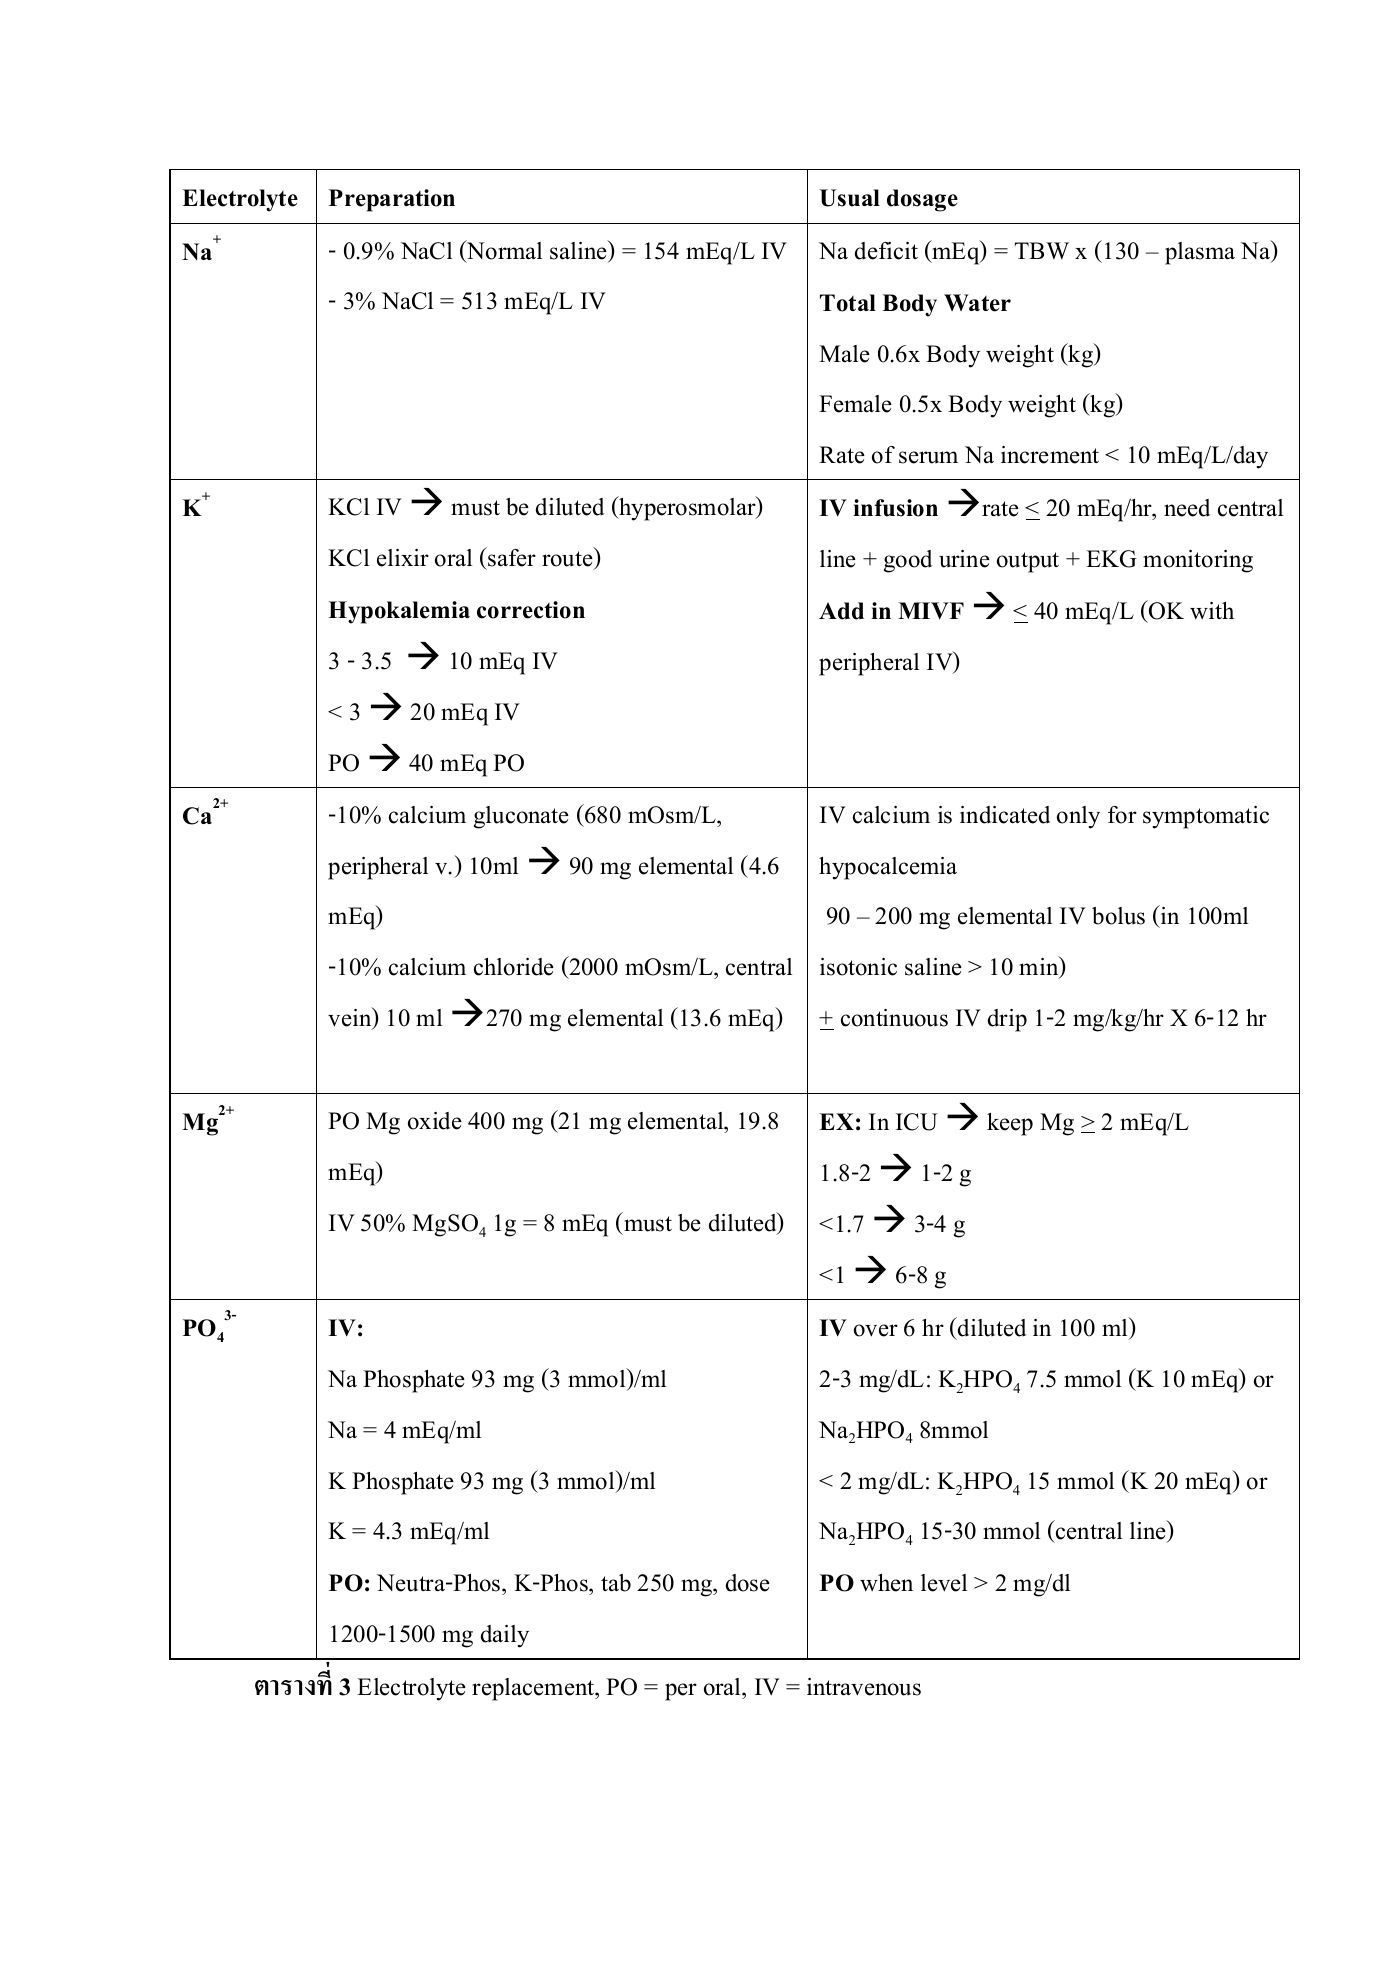 Electrolyte Preparation Usual dosage
Na+
- 0.9% NaCl (Normal saline) = 154 mEq/L IV
- 3% NaCl = 513 mEq/L IV
Na deficit (mEq) = TBW x (130 – plasma Na)
Total Body Water
Male 0.6x Body weight (kg)
Female 0.5x Body weight (kg)
Rate of serum Na increment < 10 mEq/L/day
K+
KCl IV → must be diluted (hyperosmolar)
KCl elixir oral (safer route)
Hypokalemia correction
3 - 3.5 → 10 mEq IV
< 3 → 20 mEq IV
PO → 40 mEq PO
IV infusion → rate ≤ 20 mEq/hr, need central
line + good urine output + EKG monitoring
Add in MIVF → ≤ 40 mEq/L (OK with
peripheral IV)
Ca2+
-10% calcium gluconate (680 mOsm/L,
peripheral v.) 10ml → 90 mg elemental (4.6
mEq)
-10% calcium chloride (2000 mOsm/L, central
vein) 10 ml → 270 mg elemental (13.6 mEq)
IV calcium is indicated only for symptomatic
hypocalcemia
90 – 200 mg elemental IV bolus (in 100ml
isotonic saline > 10 min)
± continuous IV drip 1-2 mg/kg/hr X 6-12 hr
Mg2+
PO Mg oxide 400 mg (21 mg elemental, 19.8
mEq)
IV 50% MgSO4 1g = 8 mEq (must be diluted)
EX: In ICU → keep Mg ≥ 2 mEq/L
1.8-2 → 1-2 g
<1.7 → 3-4 g
<1 → 6-8 g
PO4 3-
IV:
Na Phosphate 93 mg (3 mmol)/ml
Na = 4 mEq/ml
K Phosphate 93 mg (3 mmol)/ml
K = 4.3 mEq/ml
PO: Neutra-Phos, K-Phos, tab 250 mg, dose
1200-1500 mg daily
IV over 6 hr (diluted in 100 ml)
2-3 mg/dL: K2HPO4 7.5 mmol (K 10 mEq) or
Na2HPO4 8mmol
< 2 mg/dL: K2HPO4 15 mmol (K 20 mEq) or
Na2HPO4 15-30 mmol (central line)
PO when level > 2 mg/dl
ตารางที่ 3 Electrolyte replacement, PO = per oral, IV = intravenous